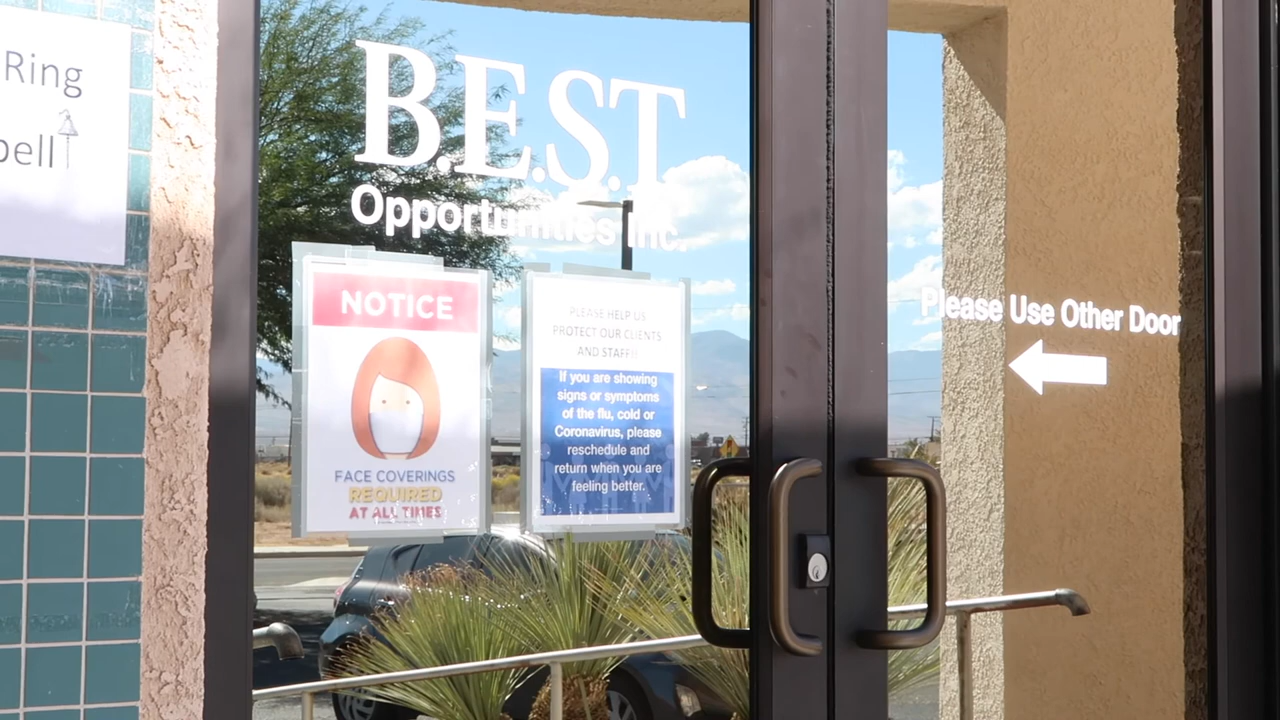 Ring
bell
B.E.S.T
Opportunities Inc.
NOTICE
FACE COVERINGS
REQUIRED
AT ALL TIMES
PLEASE HELP US
PROTECT OUR CLIENTS
AND STAFF!
If you are showing
signs or symptoms
of the flu, cold or
Coronavirus, please
reschedule and
return when you are
feeling better.
Please Use Other Door